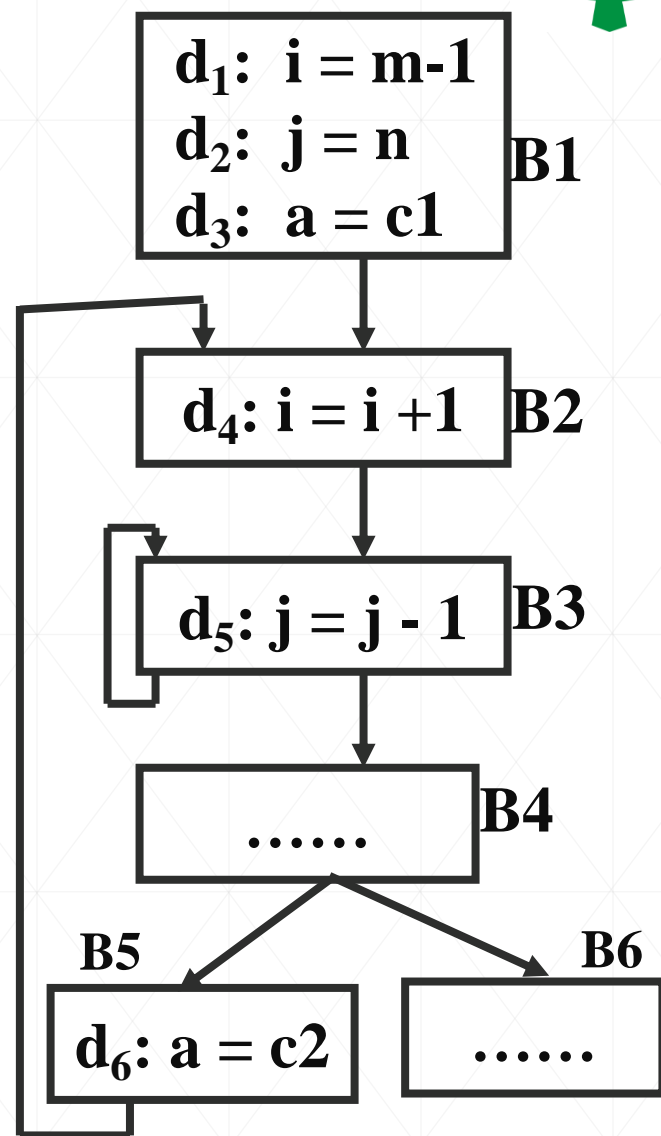 d₁: i = m-1
d₂: j = n
d₃: a = c1
B1
d₄: i = i +1
B2
d₅: j = j - 1
B3
......
B4
B5
B6
d₆: a = c2
......